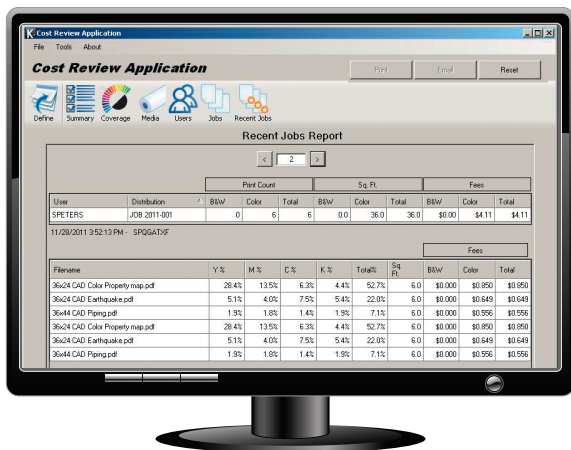 K Cost Review Application
File Tools About
Cost Review Application
Print Email Reset
Define Summary Coverage Media Users Jobs Recent Jobs
Recent Jobs Report
< 2 >
Print Count Sq. Ft. Fees
User Distribution B&W Color Total B&W Color Total B&W Color Total
SPETERS JOB 2011-001 0 6 6 0.0 36.0 36.0 $0.00 $4.11 $4.11
11/28/2011 3:52:13 PM - SPQGATXF
Fees
Filename Y % M % C % K % Total% Sq. Ft. B&W Color Total
36x24 CAD Color Property map.pdf 28.4% 13.5% 6.3% 4.4% 52.7% 6.0 $0.000 $0.850 $0.850
36x24 CAD Earthquake.pdf 5.1% 4.0% 7.5% 5.4% 22.0% 6.0 $0.000 $0.649 $0.649
36x44 CAD Piping.pdf 1.9% 1.8% 1.4% 1.9% 7.1% 6.0 $0.000 $0.556 $0.556
36x24 CAD Color Property map.pdf 28.4% 13.5% 6.3% 4.4% 52.7% 6.0 $0.000 $0.850 $0.850
36x24 CAD Earthquake.pdf 5.1% 4.0% 7.5% 5.4% 22.0% 6.0 $0.000 $0.649 $0.649
36x44 CAD Piping.pdf 1.9% 1.8% 1.4% 1.9% 7.1% 6.0 $0.000 $0.556 $0.556